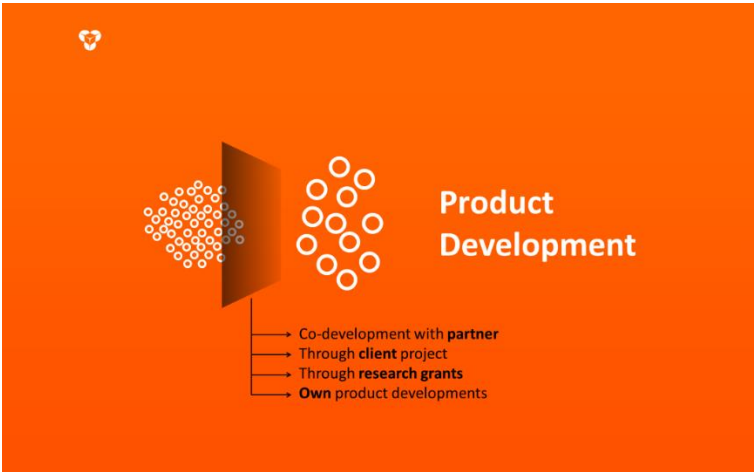 Product
Development
Co-development with partner
Through client project
Through research grants
Own product developments